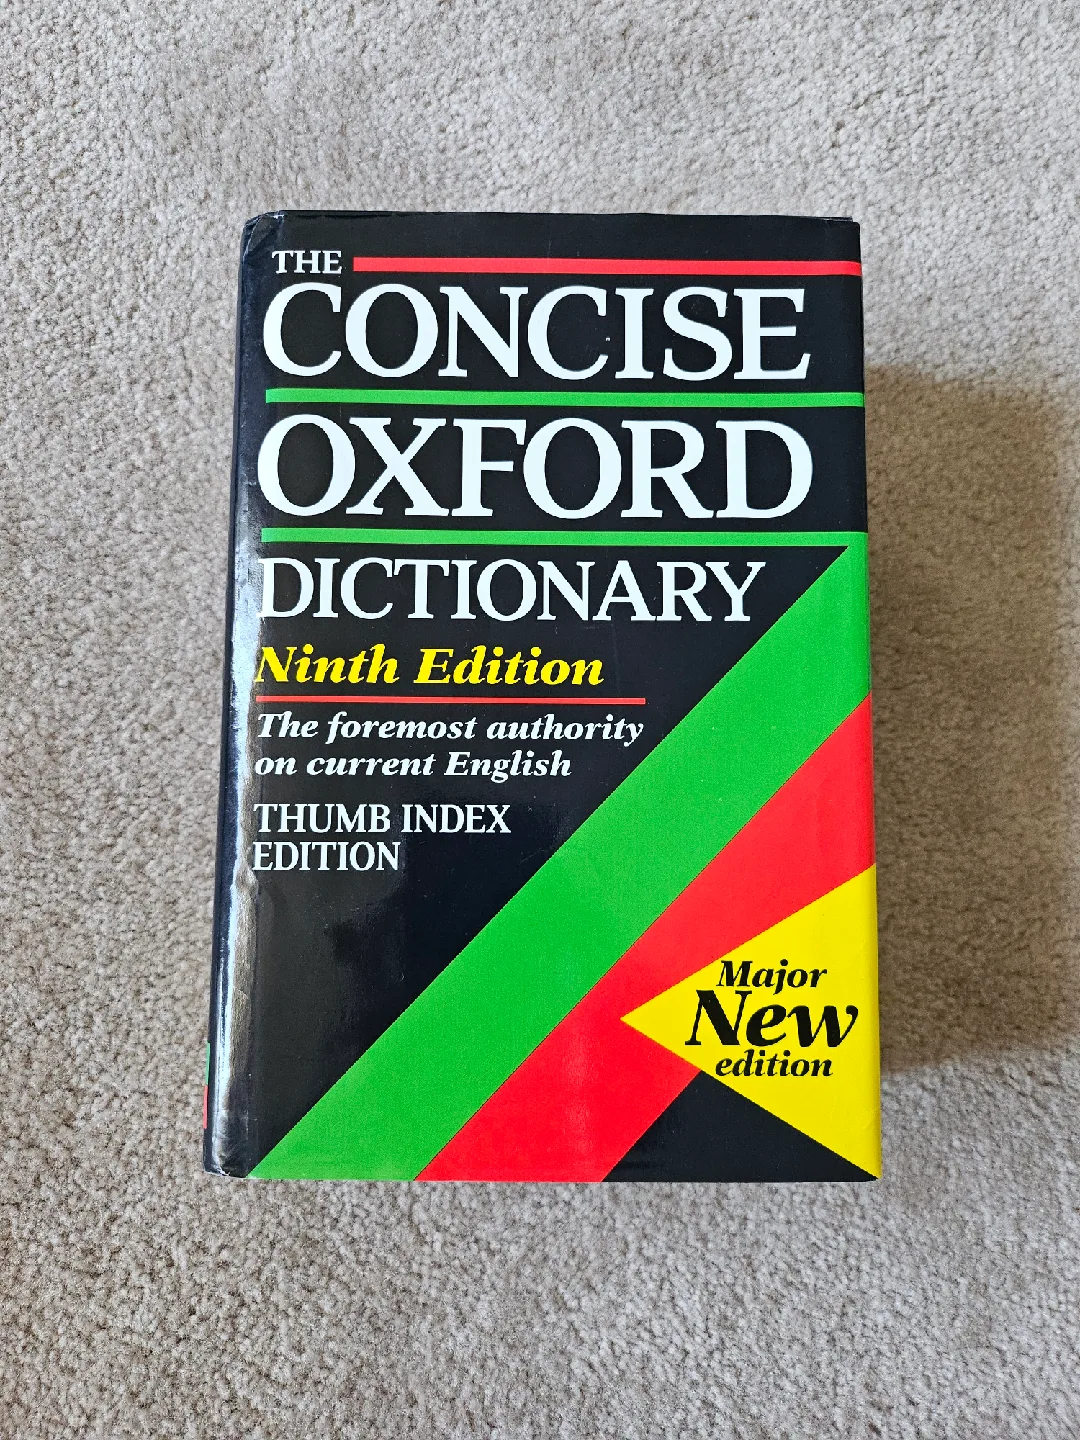 THE
CONCISE
OXFORD
DICTIONARY
Ninth Edition
The foremost authority
on current English
THUMB INDEX
EDITION
Major
New
edition